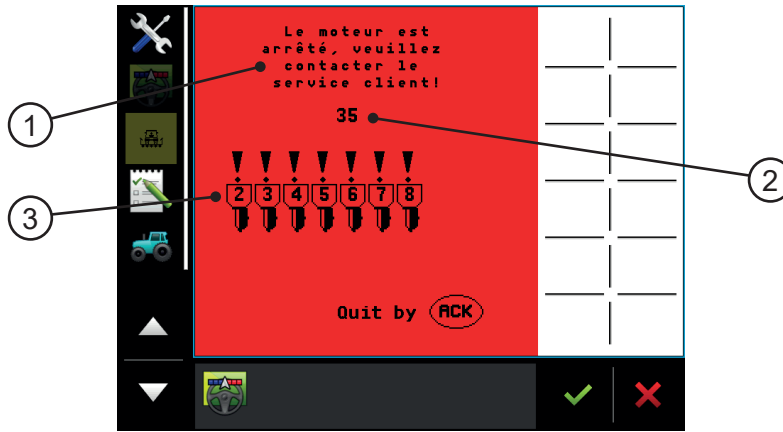 Le moteur est
arrêté, veuillez
contacter le
service client!
35
1
2
2 3 4 5 6 7 8
3
Quit by ACK